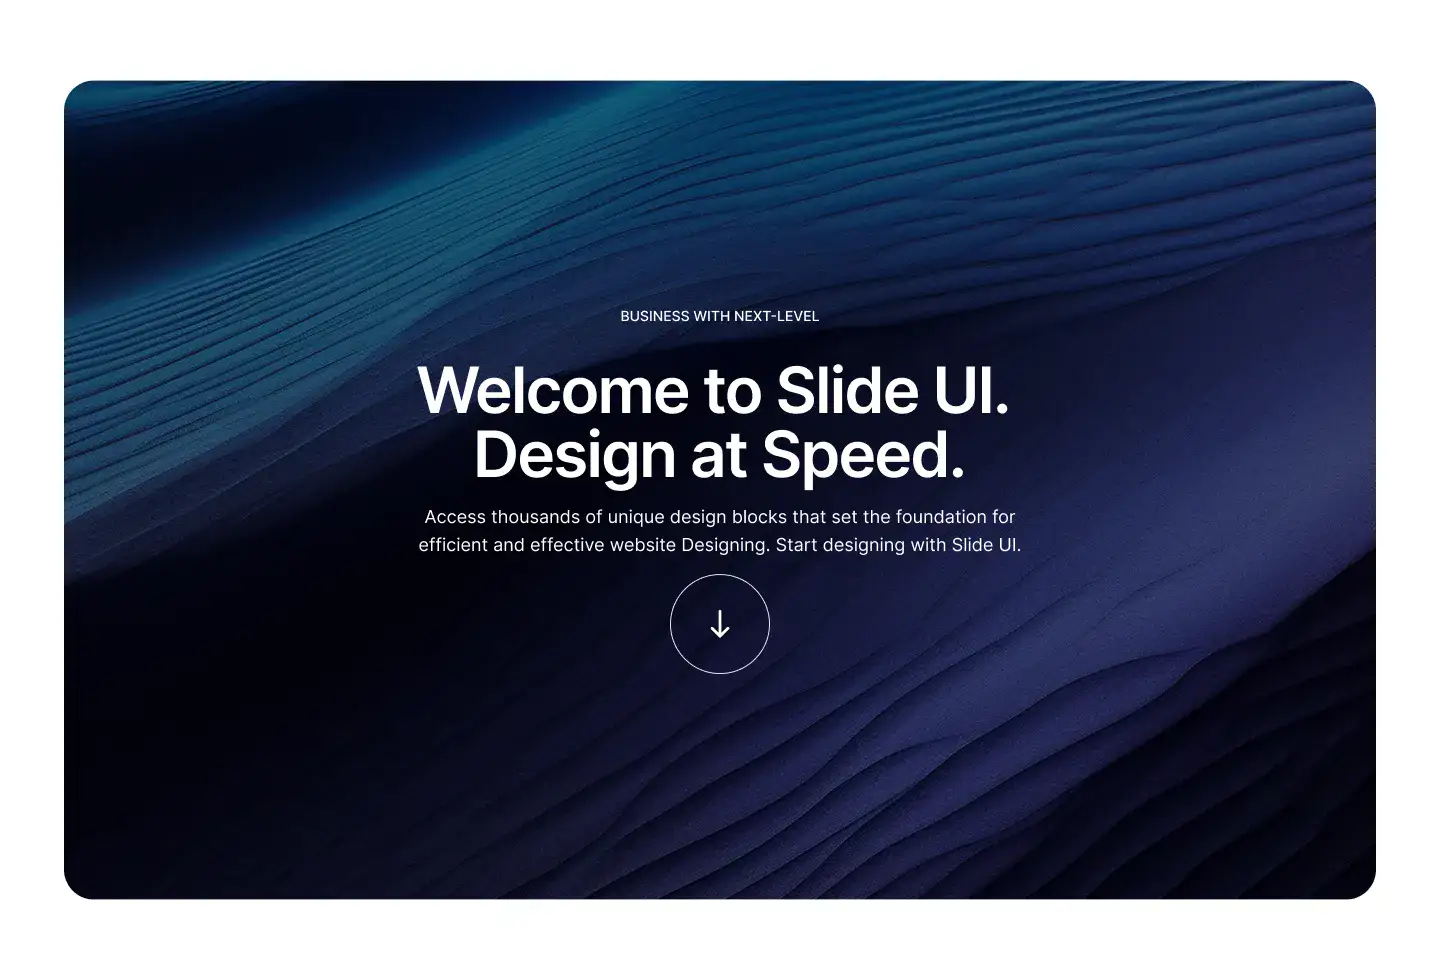 BUSINESS WITH NEXT-LEVEL
Welcome to Slide UI.
Design at Speed.
Access thousands of unique design blocks that set the foundation for
efficient and effective website Designing. Start designing with Slide UI.